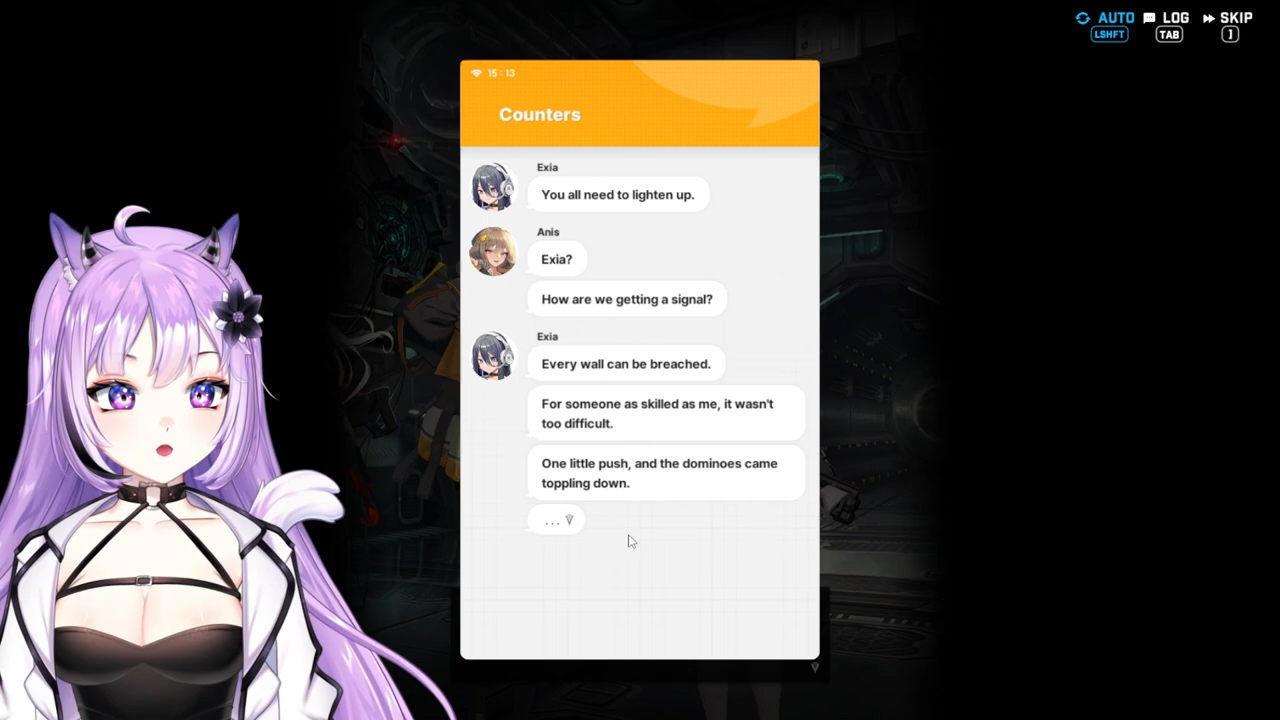 AUTO
LOG
SKIP
LSHFT
TAB
]
15:13
Counters
Exia
You all need to lighten up.
Anis
Exia?
How are we getting a signal?
Exia
Every wall can be breached.
For someone as skilled as me, it wasn't
too difficult.
One little push, and the dominoes came
toppling down.
...